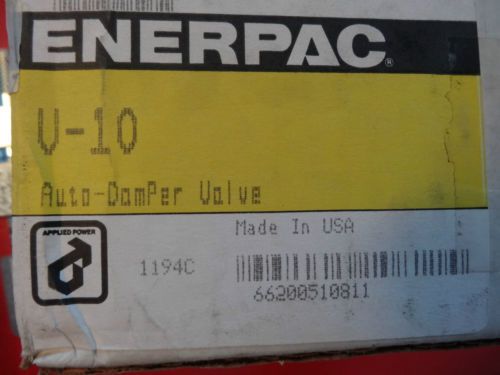 ENERPAC®
V-10
Auto-DamPer Valve
Made In USA
APPLIED POWER
1194C
66200510811